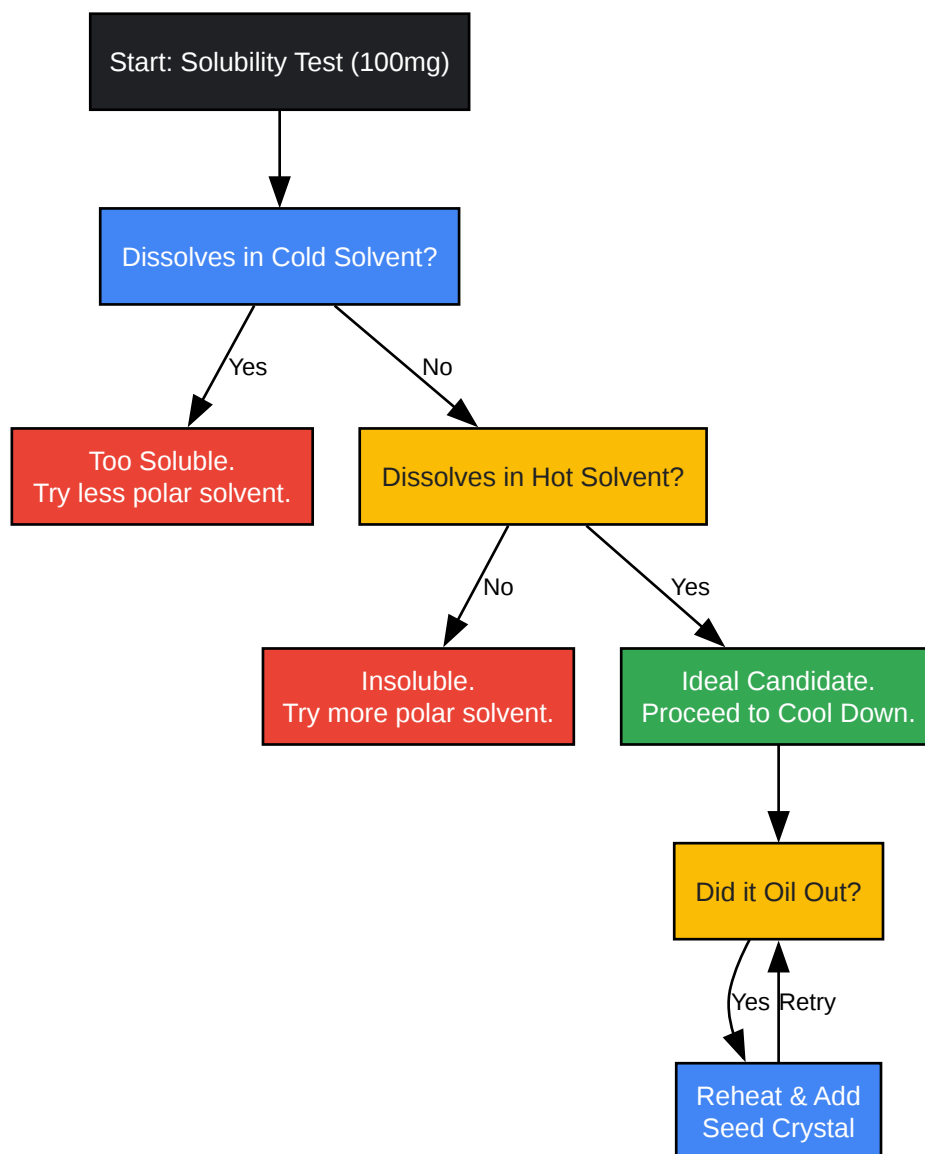 Start: Solubility Test (100mg)
Dissolves in Cold Solvent?
Yes
No
Too Soluble.
Try less polar solvent.
Dissolves in Hot Solvent?
No
Yes
Insoluble.
Try more polar solvent.
Ideal Candidate.
Proceed to Cool Down.
Did it Oil Out?
Yes
Retry
Reheat & Add
Seed Crystal